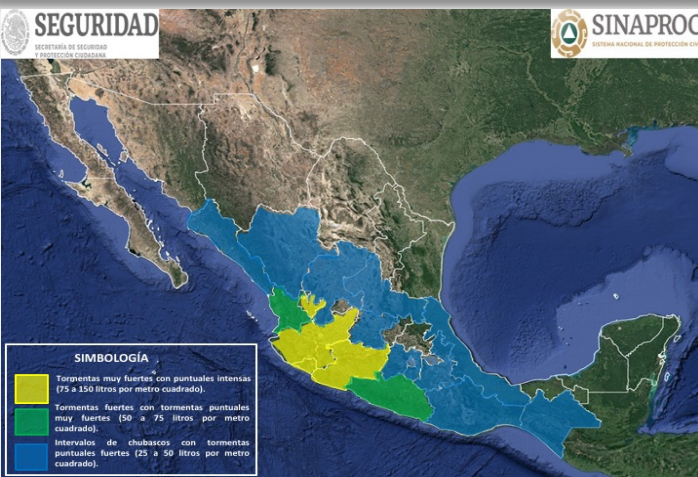 SEGURIDAD
SECRETARÍA DE SEGURIDAD
Y PROTECCIÓN CIUDADANA
SINAPROC
SISTEMA NACIONAL DE PROTECCIÓN CIV
SIMBOLOGÍA
Tormentas muy fuertes con puntuales intensas
(75 a 150 litros por metro cuadrado).
Tormentas fuertes con tormentas puntuales
muy fuertes (50 a 75 litros por metro
cuadrado).
Intervalos de chubascos con tormentas
puntuales fuertes (25 a 50 litros por metro
cuadrado).